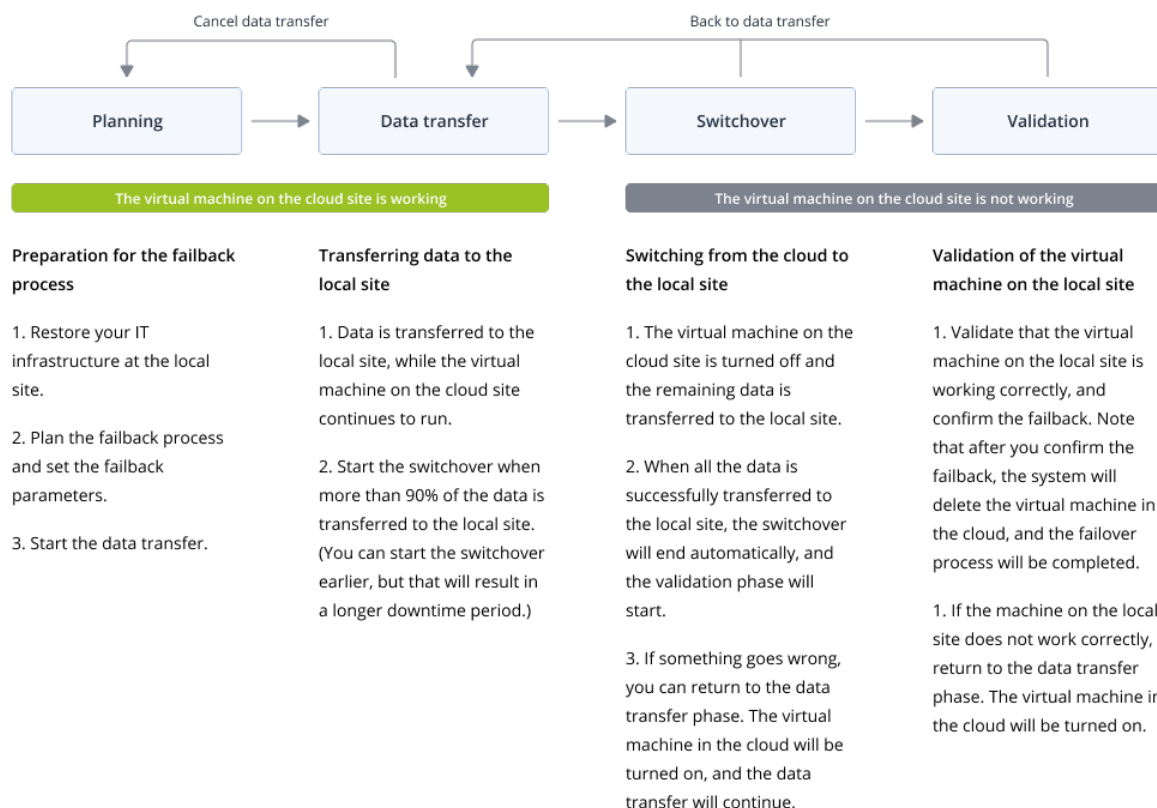 Cancel data transfer
Back to data transfer
Planning
Data transfer
Switchover
Validation
The virtual machine on the cloud site is working
The virtual machine on the cloud site is not working
Preparation for the failback
process
1. Restore your IT
infrastructure at the local
site.
2. Plan the failback process
and set the failback
parameters.
3. Start the data transfer.
Transferring data to the
local site
1. Data is transferred to the
local site, while the virtual
machine on the cloud site
continues to run.
2. Start the switchover when
more than 90% of the data is
transferred to the local site.
(You can start the switchover
earlier, but that will result in
a longer downtime period.)
Switching from the cloud to
the local site
1. The virtual machine on the
cloud site is turned off and
the remaining data is
transferred to the local site.
2. When all the data is
successfully transferred to
the local site, the switchover
will end automatically, and
the validation phase will
start.
3. If something goes wrong,
you can return to the data
transfer phase. The virtual
machine in the cloud will be
turned on, and the data
transfer will continue.
Validation of the virtual
machine on the local site
1. Validate that the virtual
machine on the local site is
working correctly, and
confirm the failback. Note
that after you confirm the
failback, the system will
delete the virtual machine in
the cloud, and the failover
process will be completed.
1. If the machine on the local
site does not work correctly,
return to the data transfer
phase. The virtual machine in
the cloud will be turned on.